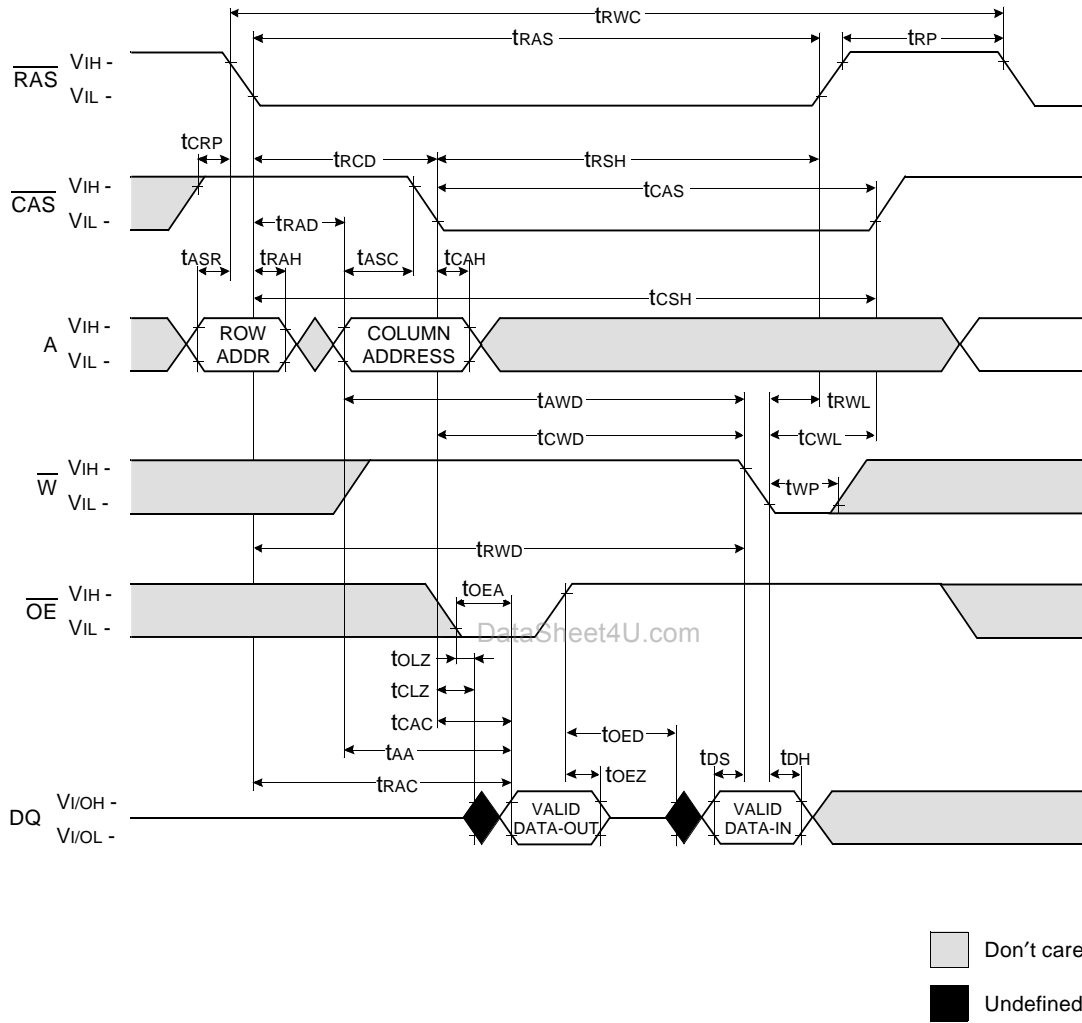 tRWC
tRAS
tRP
RAS
VIH -
VIL -
tCRP
tRCD
tRSH
CAS
VIH -
VIL -
tCAS
tRAD
tASR
tRAH
tASC
tCAH
tCSH
A
VIH -
VIL -
ROW
ADDR
COLUMN
ADDRESS
tAWD
tRWL
tCWD
tCWL
W
VIH -
VIL -
tWP
tRWD
OE
VIH -
VIL -
tOEA
DataSheet4U.com
tOLZ
tCLZ
tCAC
tOED
tAA
tDS
tDH
tRAC
tOEZ
DQ
VI/OH -
VI/OL -
VALID
DATA-OUT
VALID
DATA-IN
Don′t care
Undefined